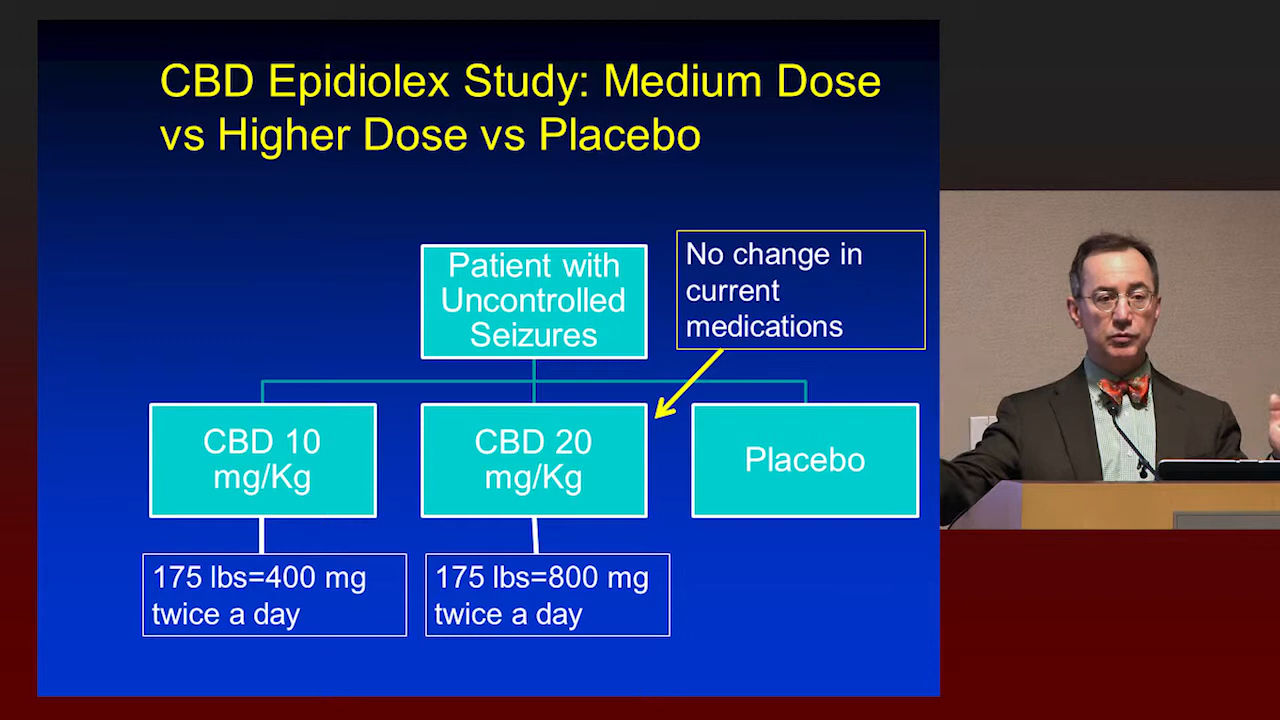 CBD Epidiolex Study: Medium Dose
vs Higher Dose vs Placebo
Patient with
Uncontrolled
Seizures
No change in
current
medications
CBD 10
mg/Kg
CBD 20
mg/Kg
Placebo
175 lbs=400 mg
twice a day
175 lbs=800 mg
twice a day